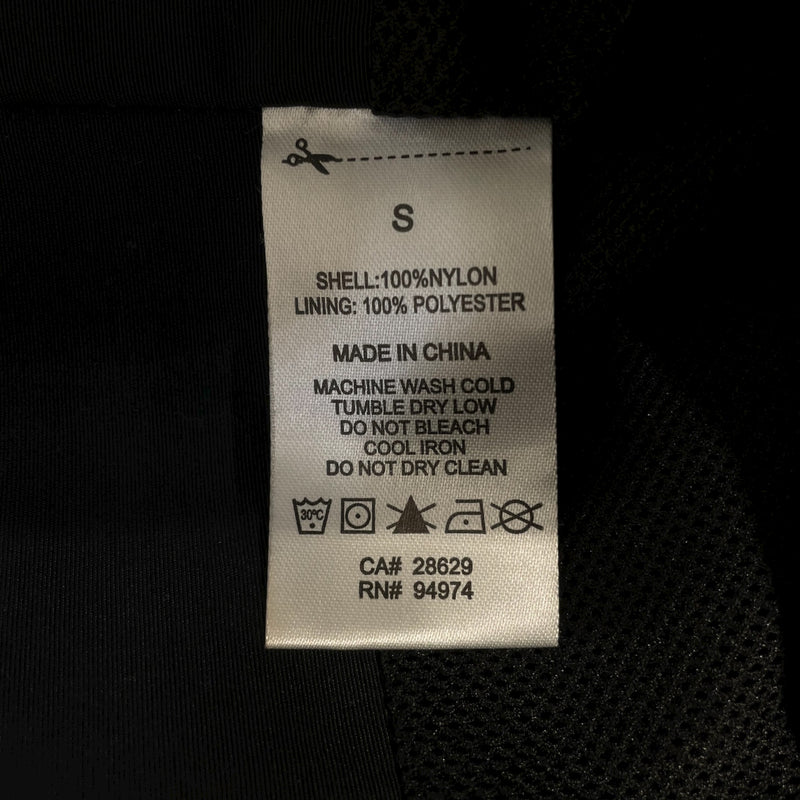 S
SHELL:100%NYLON
LINING: 100% POLYESTER
MADE IN CHINA
MACHINE WASH COLD
TUMBLE DRY LOW
DO NOT BLEACH
COOL IRON
DO NOT DRY CLEAN
30ºC
CA# 28629
RN# 94974